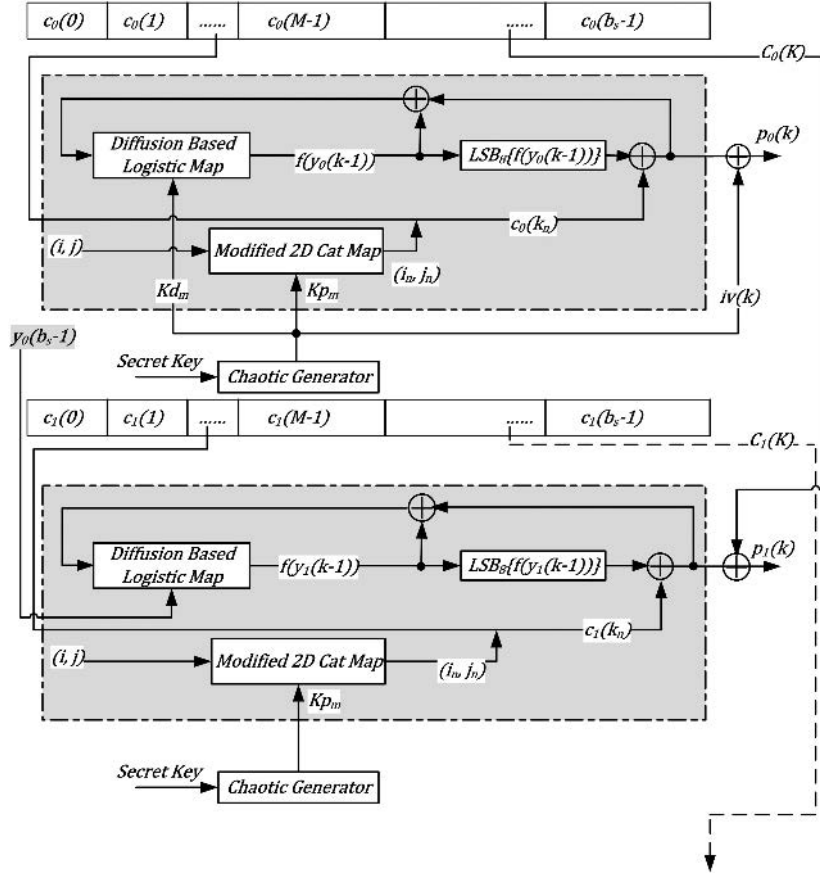 c₀(0) c₀(1) ...... c₀(M-1) ...... c₀(bₛ-1)
C₀(K)
p₀(k)
Diffusion Based
Logistic Map
f(y₀(k-1))
LSB₈{f(y₀(k-1))}
c₀(kₙ)
(i, j)
Modified 2D Cat Map
(iₙ, jₙ)
Kdₘ
Kpₘ
iv(k)
y₀(bₛ-1)
Secret Key
Chaotic Generator
c₁(0) c₁(1) ...... c₁(M-1) ...... c₁(bₛ-1)
C₁(K)
p₁(k)
Diffusion Based
Logistic Map
f(y₁(k-1))
LSB₈{f(y₁(k-1))}
c₁(kₙ)
(i, j)
Modified 2D Cat Map
(iₙ, jₙ)
Kpₘ
Secret Key
Chaotic Generator